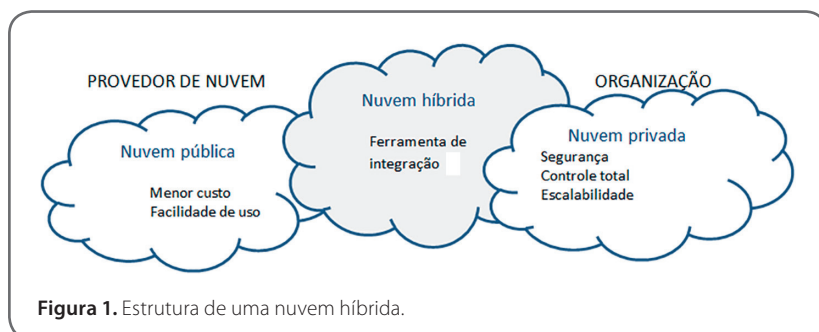 PROVEDOR DE NUVEM
Nuvem pública
Menor custo
Facilidade de uso
Nuvem híbrida
Ferramenta de
integração
ORGANIZAÇÃO
Nuvem privada
Segurança
Controle total
Escalabilidade
Figura 1. Estrutura de uma nuvem híbrida.